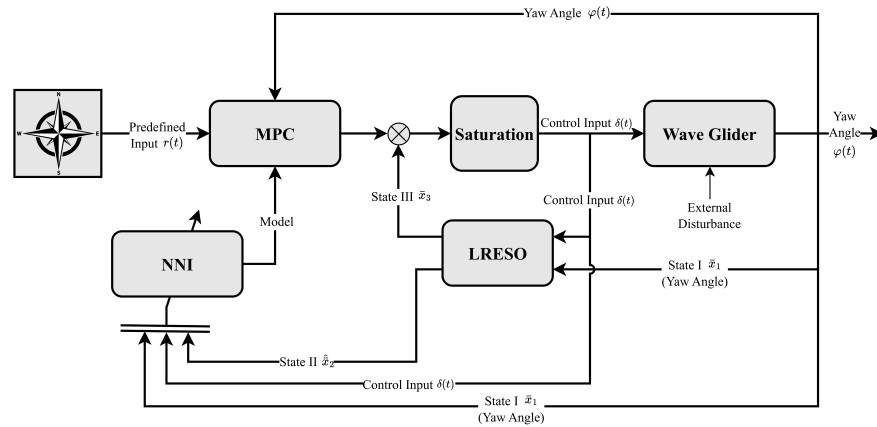 Yaw Angle φ(t)
N
W
E
S
Predefined
Input r(t)
MPC
Saturation
Control Input δ(t)
Wave Glider
Yaw
Angle
φ(t)
State III x̄₃
Control Input δ(t)
External
Disturbance
Model
NNI
LRESO
State I x̄₁
(Yaw Angle)
State II x̄̂₂
Control Input δ(t)
State I x̄₁
(Yaw Angle)